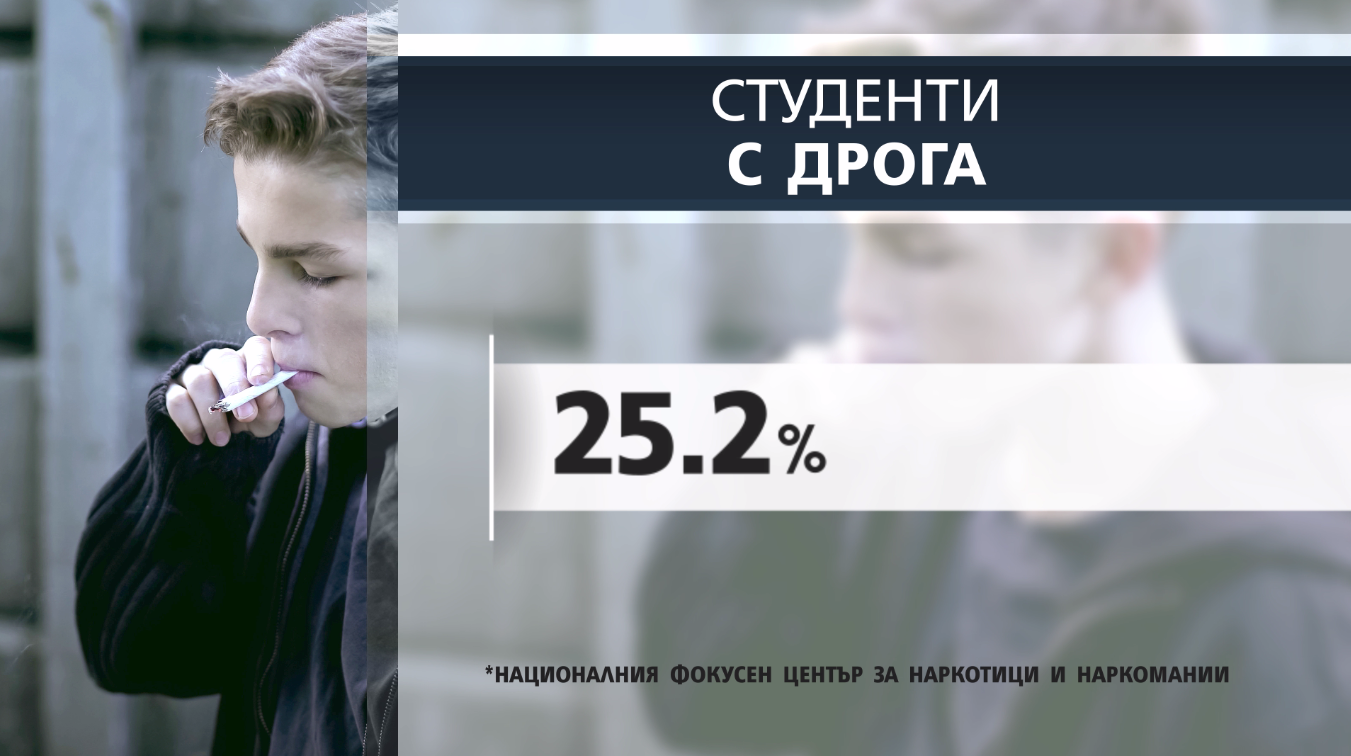 СТУДЕНТИ
С ДРОГА
25.2%
*НАЦИОНАЛНИЯ ФОКУСЕН ЦЕНТЪР ЗА НАРКОТИЦИ И НАРКОМАНИИ